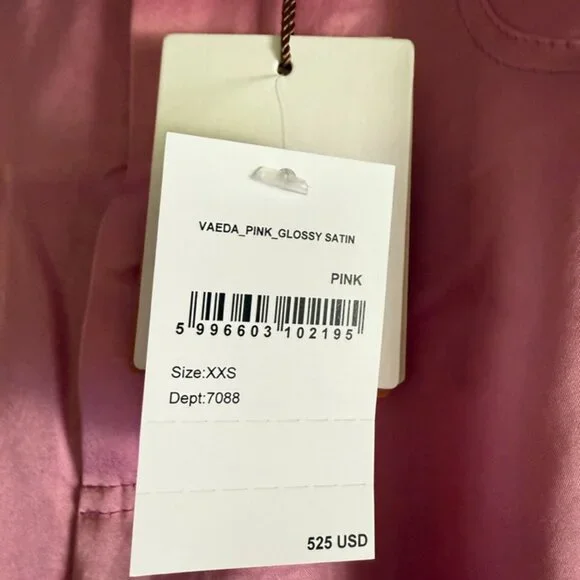 VAEDA_PINK_GLOSSY SATIN
PINK
5 996603 102195
Size:XXS
Dept:7088
525 USD